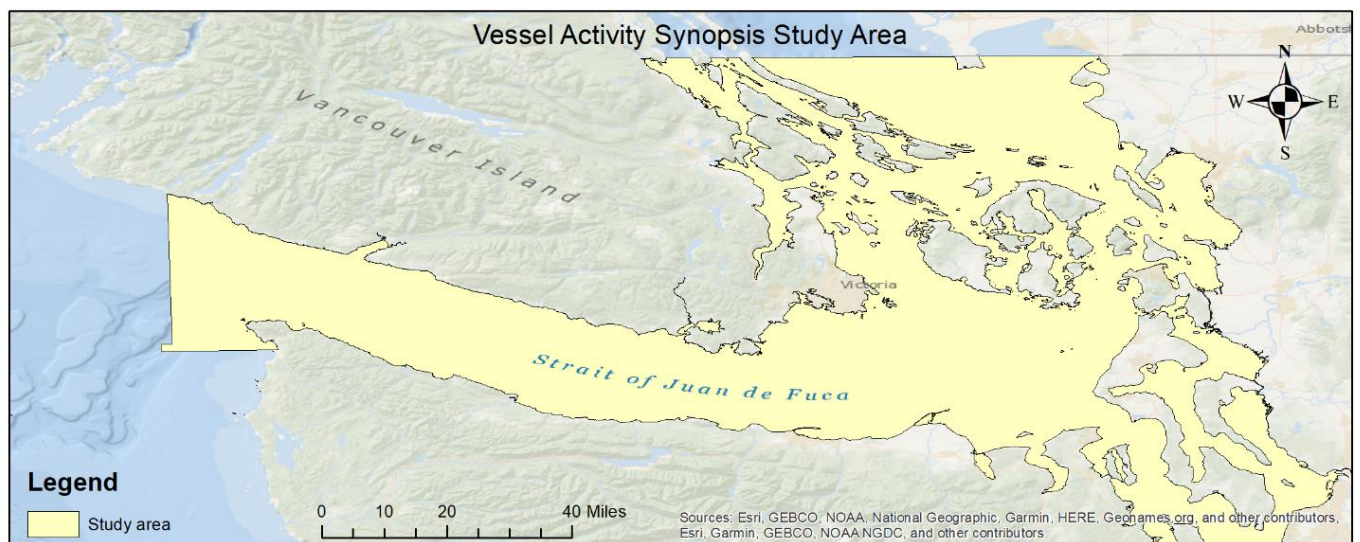 Vessel Activity Synopsis Study Area
Abbots
N
W E
S
Vancouver Island
Victoria
Strait of Juan de Fuca
Legend
Study area
0 10 20 40 Miles
Sources: Esri, GEBCO, NOAA, National Geographic, Garmin, HERE, Geonames.org, and other contributors,
Esri, Garmin, GEBCO, NOAA NGDC, and other contributors